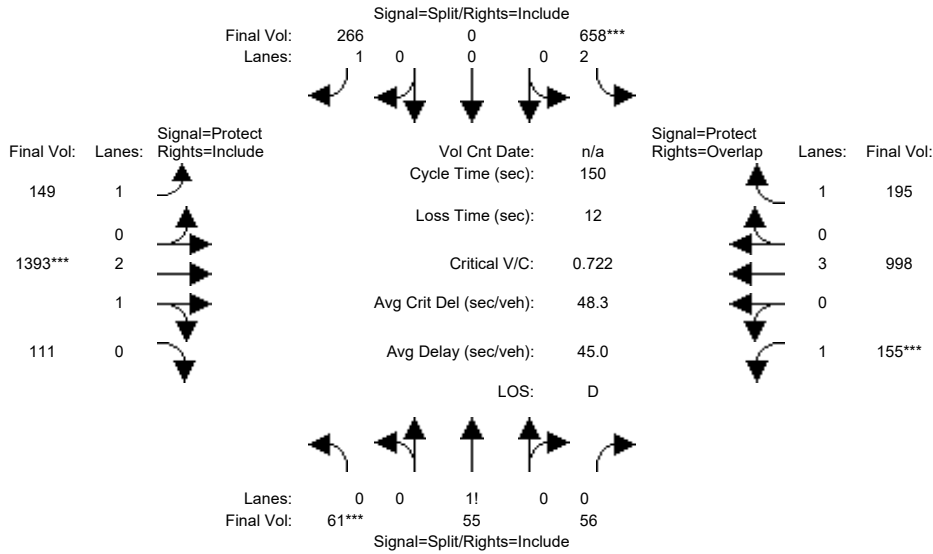 Signal=Split/Rights=Include
Final Vol: 266 0 658***
Lanes: 1 0 0 0 2
Signal=Protect Signal=Protect
Final Vol: Lanes: Rights=Include Vol Cnt Date: n/a Rights=Overlap Lanes: Final Vol:
Cycle Time (sec): 150
149 1 1 195
Loss Time (sec): 12
0 0
1393*** 2 Critical V/C: 0.722 3 998
1 Avg Crit Del (sec/veh): 48.3 0
111 0 Avg Delay (sec/veh): 45.0 1 155***
LOS: D
Lanes: 0 0 1! 0 0
Final Vol: 61*** 55 56
Signal=Split/Rights=Include